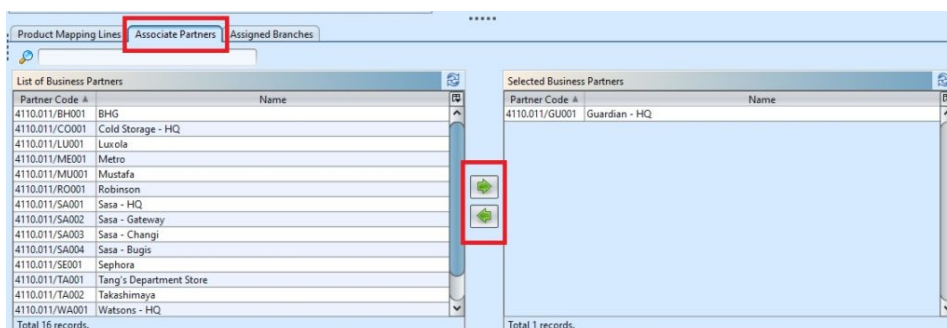 Product Mapping Lines Associate Partners Assigned Branches
List of Business Partners
Partner Code Name
4110.011/BH001 BHG
4110.011/CO001 Cold Storage - HQ
4110.011/LU001 Luxola
4110.011/ME001 Metro
4110.011/MU001 Mustafa
4110.011/RO001 Robinson
4110.011/SA001 Sasa - HQ
4110.011/SA002 Sasa - Gateway
4110.011/SA003 Sasa - Changi
4110.011/SA004 Sasa - Bugis
4110.011/SE001 Sephora
4110.011/TA001 Tang's Department Store
4110.011/TA002 Takashimaya
4110.011/WA001 Watsons - HQ
Total 16 records.
Selected Business Partners
Partner Code Name
4110.011/GU001 Guardian - HQ
Total 1 records.